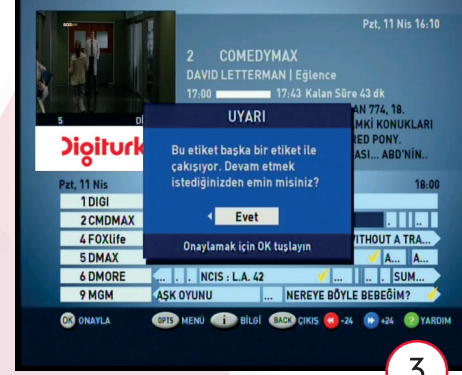 Pzt, 11 Nis 16:10
2 COMEDYMAX
DAVID LETTERMAN | Eğlence
17:00 17:43 Kalan Süre 43 dk
AN 774, 18.
MKİ KONUKLARI
RED PONY.
ASI... ABD'NİN..
5 Dİ
Digiturk
UYARI
Bu etiket başka bir etiket ile
çakışıyor. Devam etmek
istediğinizden emin misiniz?
Evet
Onaylamak için OK tuşlayın
Pzt, 11 Nis 18:00
1 DIGI
2 CMDMAX
4 FOXlife ITHOUT A TRA...
5 DMAX A... A...
6 DMORE ... . . NCIS : L.A. 42 ... .. . SUM...
9 MGM AŞK OYUNU ... NEREYE BÖYLE BEBEĞİM?
OK ONAYLA OPTS MENÜ i BİLGİ BACK ÇIKIŞ -24 +24 ? YARDIM
3